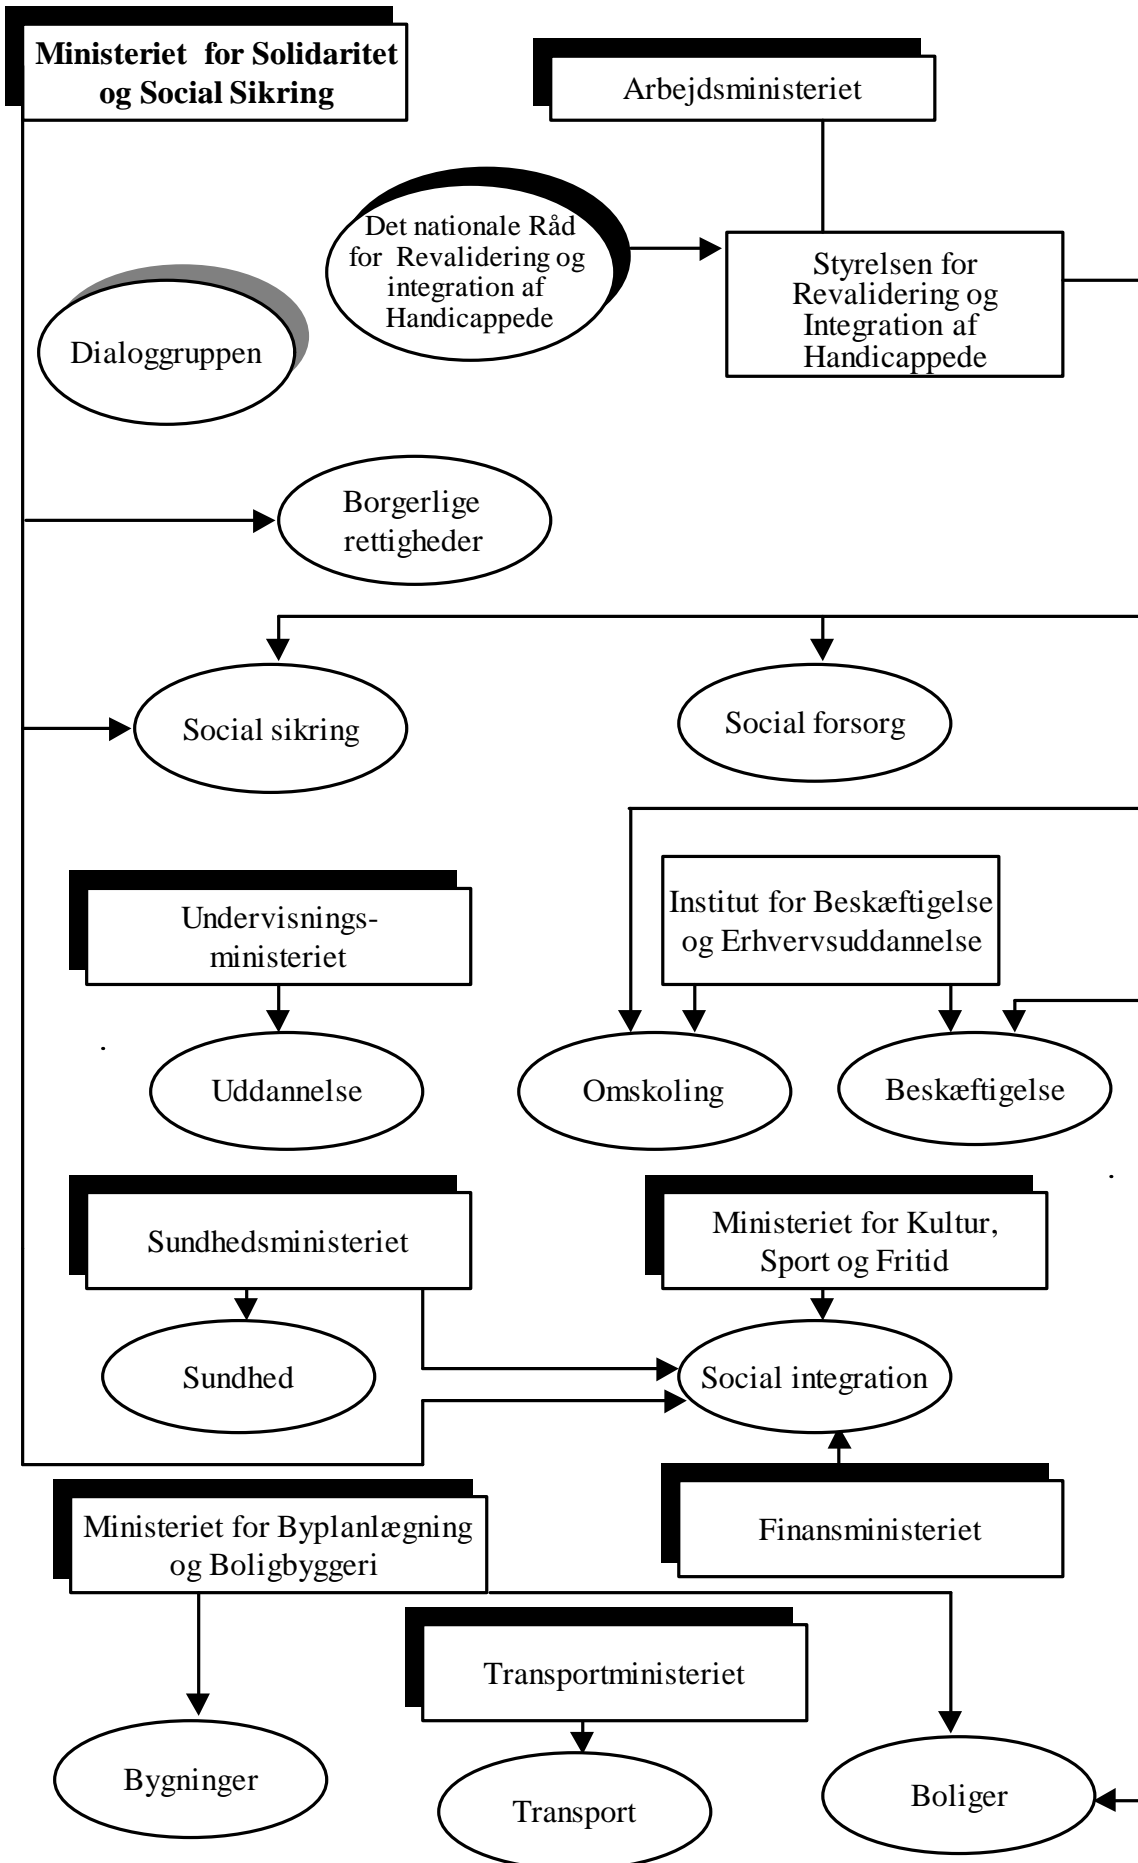 Ministeriet for Solidaritet
og Social Sikring
Arbejdsministeriet
Det nationale Råd
for Revalidering og
integration af
Handicappede
Styrelsen for
Revalidering og
Integration af
Handicappede
Dialoggruppen
Borgerlige
rettigheder
Social sikring
Social forsorg
Undervisnings-
ministeriet
Institut for Beskæftigelse
og Erhvervsuddannelse
Uddannelse
Omskoling
Beskæftigelse
Sundhedsministeriet
Ministeriet for Kultur,
Sport og Fritid
Sundhed
Social integration
Ministeriet for Byplanlægning
og Boligbyggeri
Finansministeriet
Transportministeriet
Bygninger
Transport
Boliger